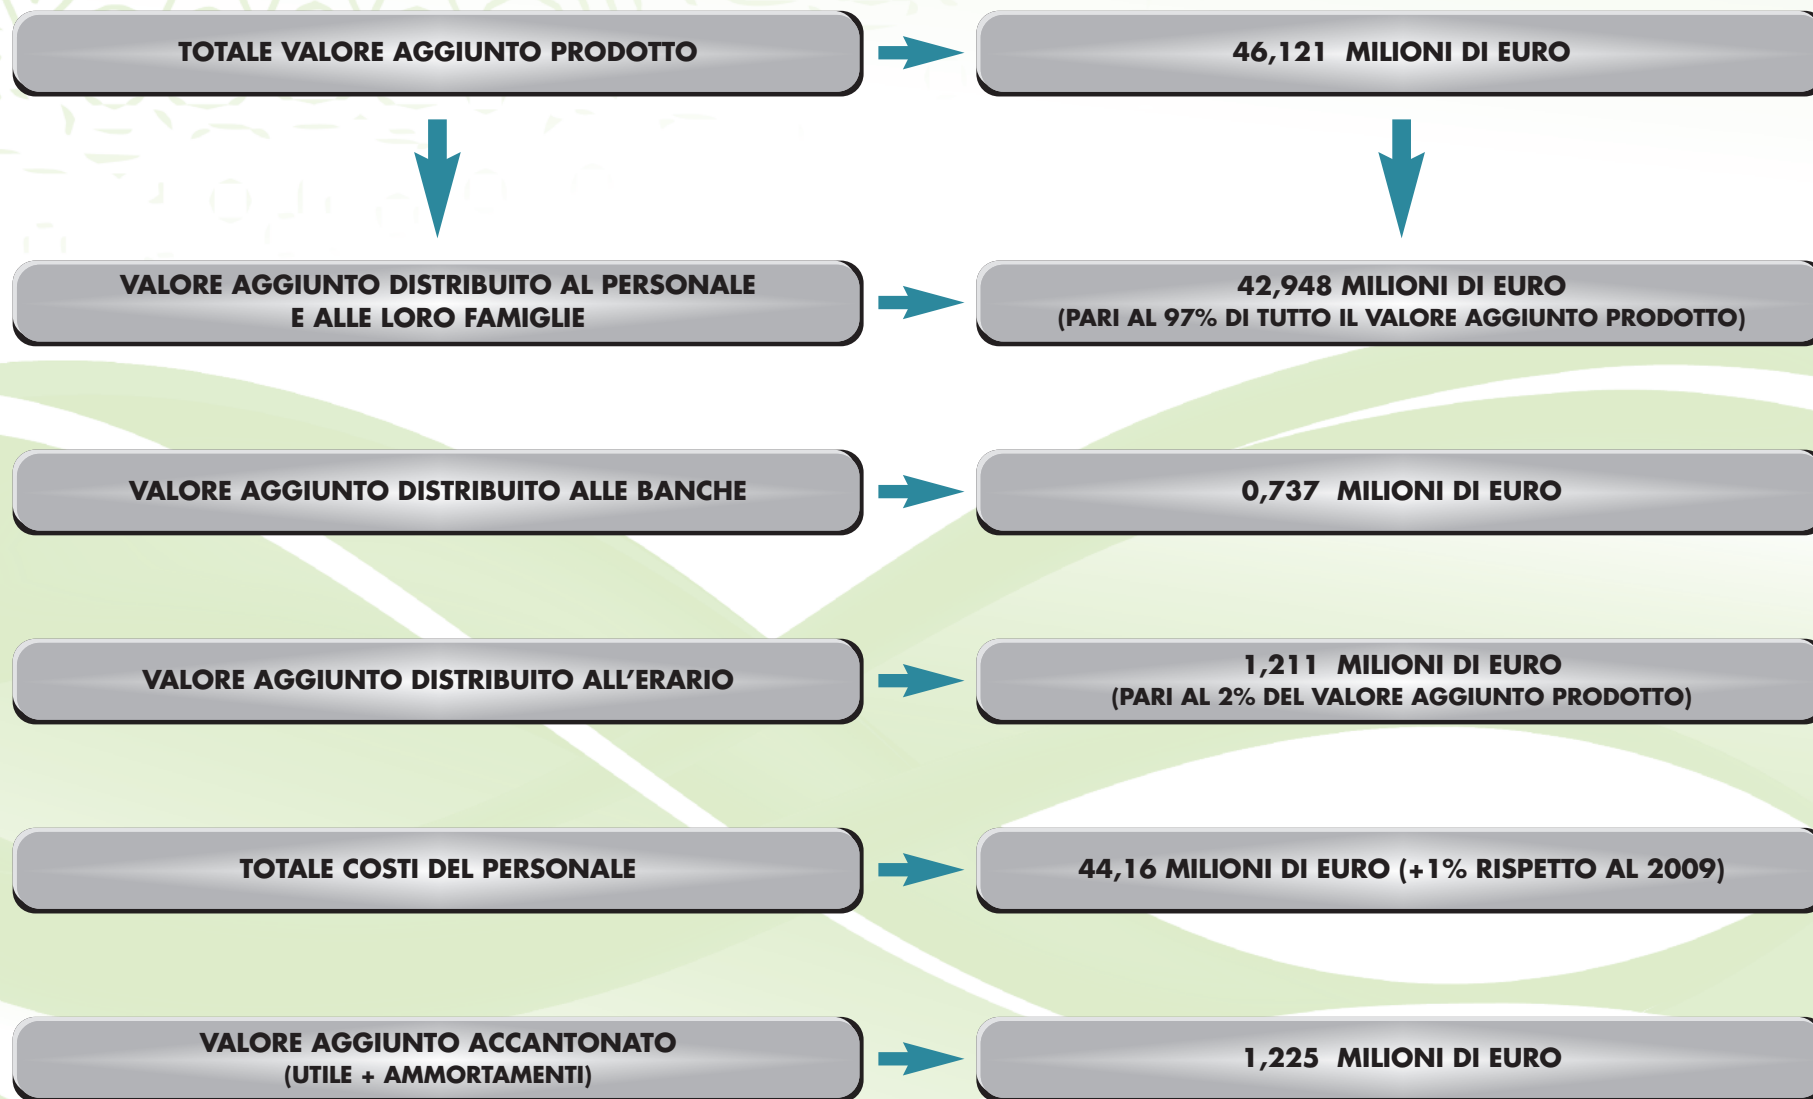 TOTALE VALORE AGGIUNTO PRODOTTO
46,121 MILIONI DI EURO
VALORE AGGIUNTO DISTRIBUITO AL PERSONALE
E ALLE LORO FAMIGLIE
42,948 MILIONI DI EURO
(PARI AL 97% DI TUTTO IL VALORE AGGIUNTO PRODOTTO)
VALORE AGGIUNTO DISTRIBUITO ALLE BANCHE
0,737 MILIONI DI EURO
VALORE AGGIUNTO DISTRIBUITO ALL'ERARIO
1,211 MILIONI DI EURO
(PARI AL 2% DEL VALORE AGGIUNTO PRODOTTO)
TOTALE COSTI DEL PERSONALE
44,16 MILIONI DI EURO (+1% RISPETTO AL 2009)
VALORE AGGIUNTO ACCANTONATO
(UTILE + AMMORTAMENTI)
1,225 MILIONI DI EURO